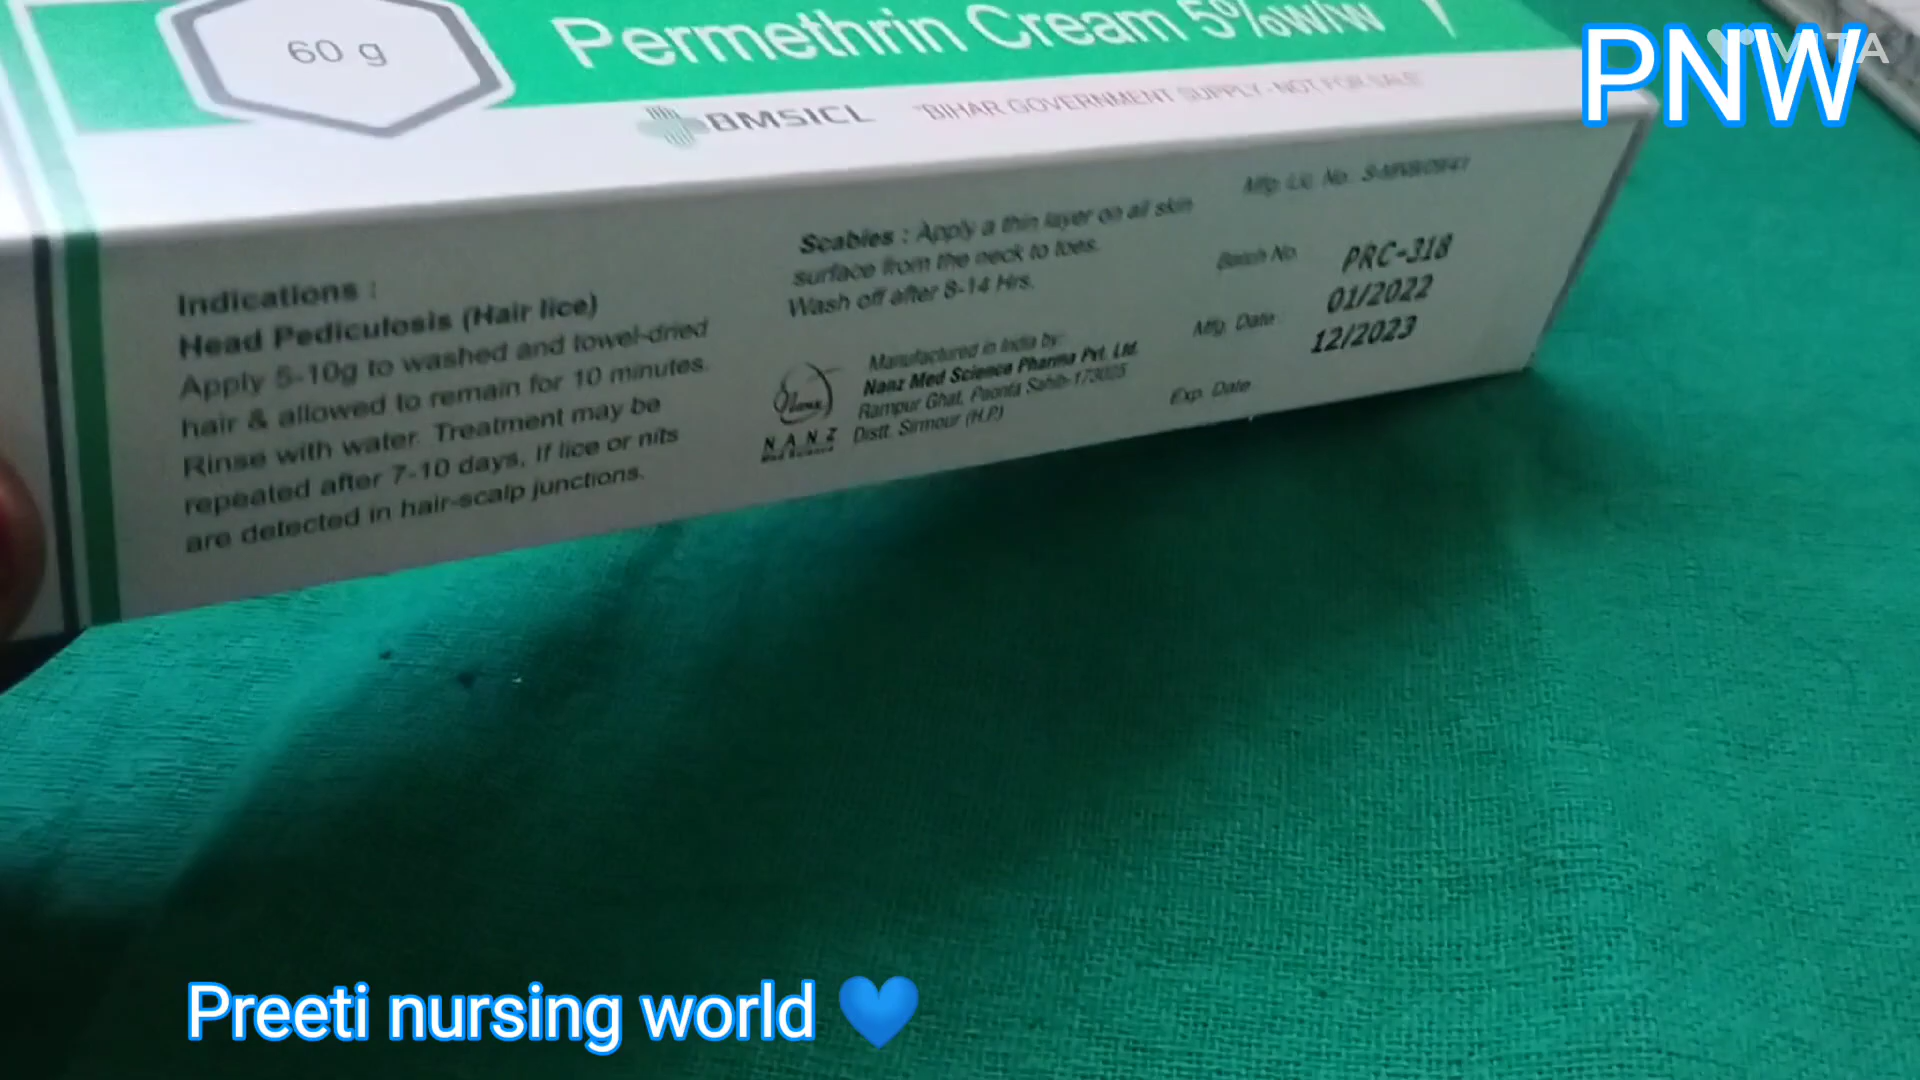 60 g
Permethrin Cream 5%w/w
PNW
VITA
BMSICL
"BIHAR GOVERNMENT SUPPLY - NOT FOR SALE"
Indications :
Head Pediculosis (Hair lice)
Apply 5-10g to washed and towel-dried
hair & allowed to remain for 10 minutes.
Rinse with water. Treatment may be
repeated after 7-10 days, If lice or nits
are detected in hair-scalp junctions.
Scabies : Apply a thin layer on all skin
surface from the neck to toes.
Wash off after 8-14 Hrs.
NANZ
Manufactured in India by:
Nanz Med Science Pharma Pvt. Ltd.
Rampur Ghat, Paonta Sahib-173025
Distt. Sirmour (H.P.)
Mfg. Lic. No.
Batch No. PRC-318
Mfg. Date : 01/2022
Exp. Date 12/2023
Preeti nursing world 💙